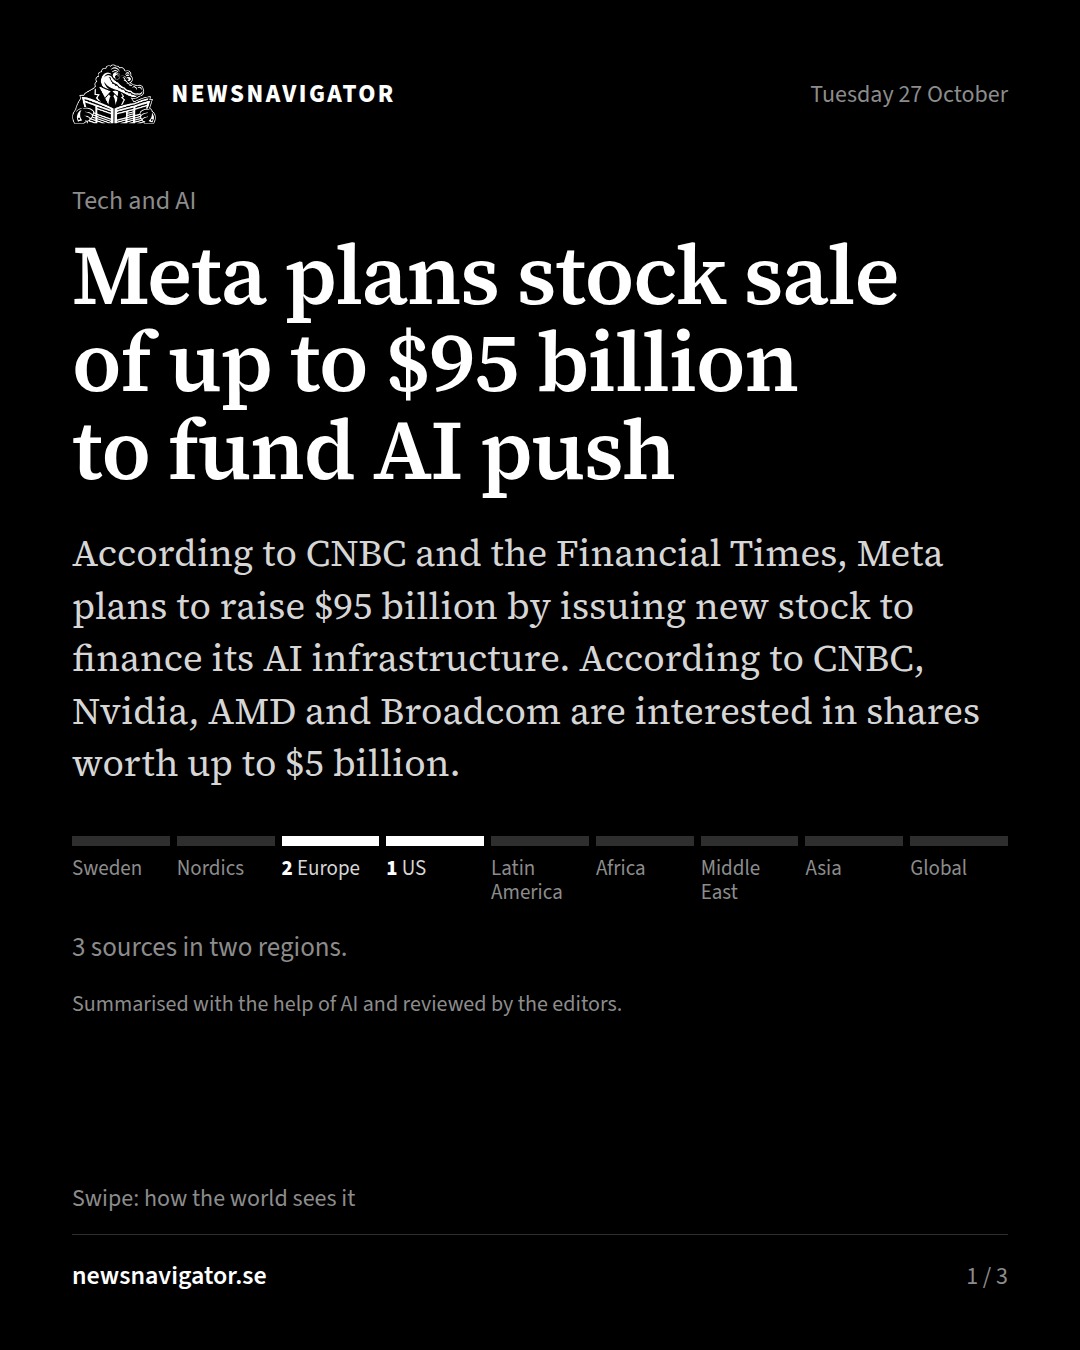 NEWSNAVIGATOR
Tuesday 27 October
Tech and AI
Meta plans stock sale
of up to $95 billion
to fund AI push
According to CNBC and the Financial Times, Meta
plans to raise $95 billion by issuing new stock to
finance its AI infrastructure. According to CNBC,
Nvidia, AMD and Broadcom are interested in shares
worth up to $5 billion.
Sweden
Nordics
2 Europe
1 US
Latin
America
Africa
Middle
East
Asia
Global
3 sources in two regions.
Summarised with the help of AI and reviewed by the editors.
Swipe: how the world sees it
newsnavigator.se
1 / 3